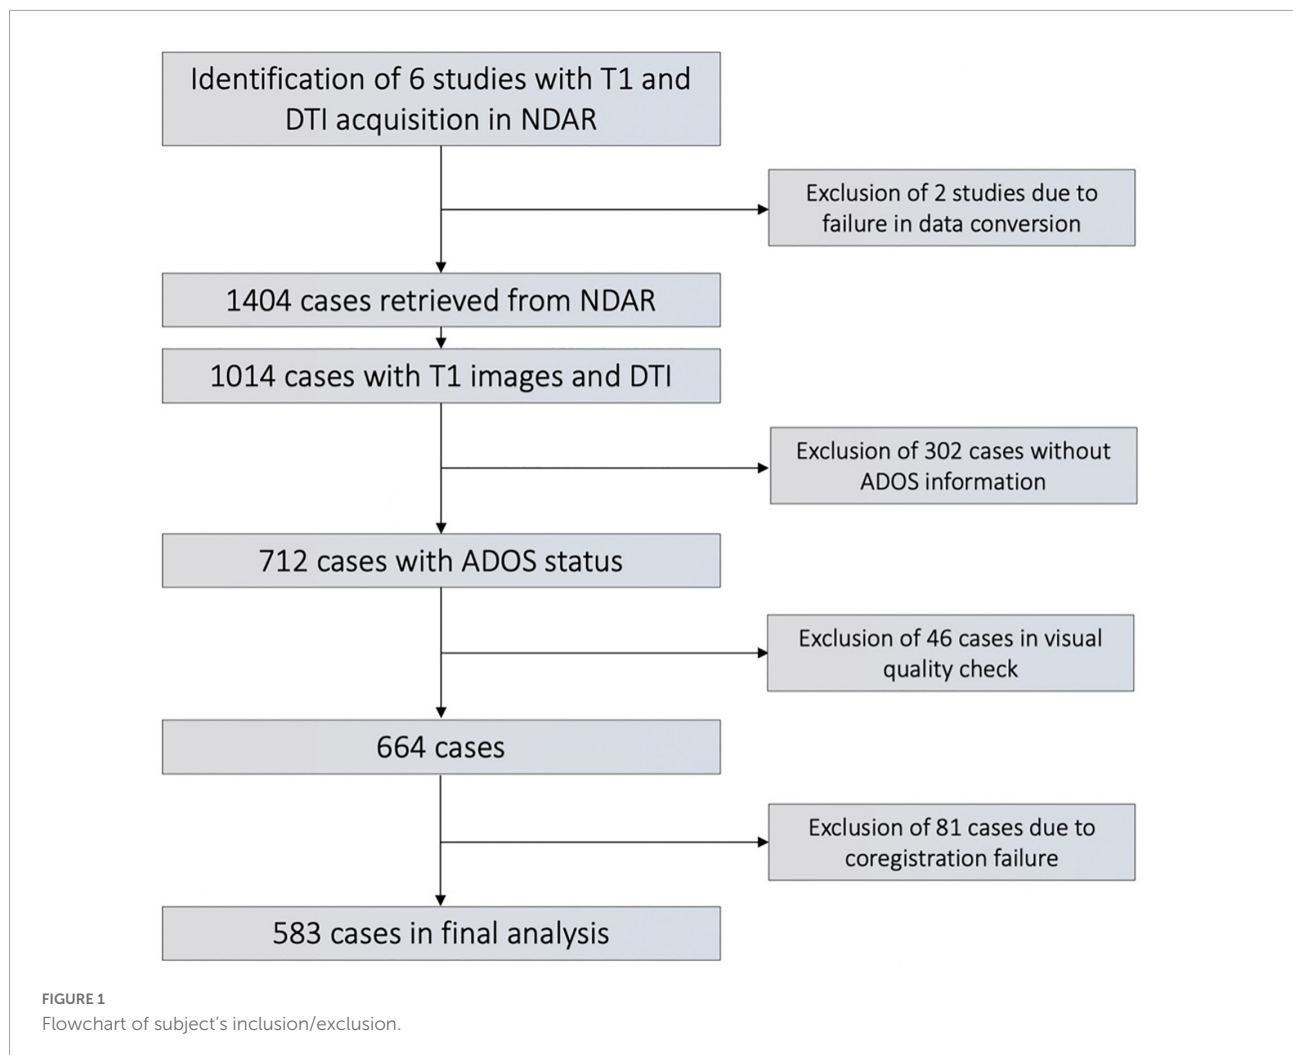 Identification of 6 studies with T1 and
DTI acquisition in NDAR
Exclusion of 2 studies due to
failure in data conversion
1404 cases retrieved from NDAR
1014 cases with T1 images and DTI
Exclusion of 302 cases without
ADOS information
712 cases with ADOS status
Exclusion of 46 cases in visual
quality check
664 cases
Exclusion of 81 cases due to
coregistration failure
583 cases in final analysis
FIGURE 1
Flowchart of subject's inclusion/exclusion.